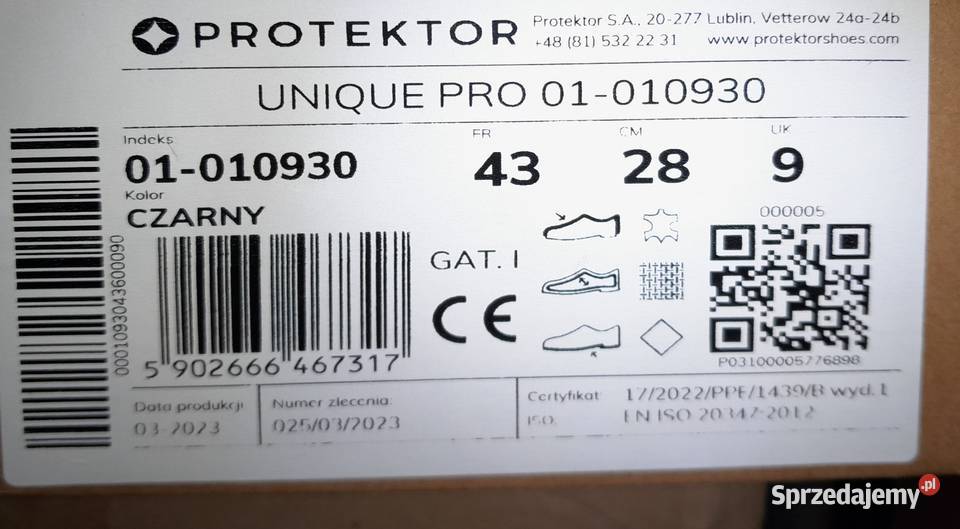 PROTEKTOR
Protektor S.A., 20-277 Lublin, Vetterow 24a-24b
+48 (81) 532 22 31 www.protektorshoes.com
UNIQUE PRO 01-010930
Indeks FR CM UK
01-010930 43 28 9
Kolor
CZARNY
000005
GAT. I
CE
5 902666 467317
0001093043600090
P03100005776898
Data produkcji
03-2023
Numer zlecenia:
025/03/2023
Certyfikat 17/2022/PPE/1439/B wyd.1
ISO: EN ISO 20347:2012
Sprzedajemy.pl